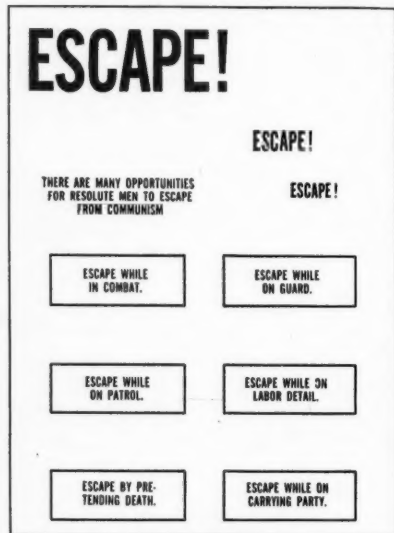 ESCAPE!
ESCAPE!
ESCAPE!
THERE ARE MANY OPPORTUNITIES
FOR RESOLUTE MEN TO ESCAPE
FROM COMMUNISM
ESCAPE WHILE
IN COMBAT.
ESCAPE WHILE
ON GUARD.
ESCAPE WHILE
ON PATROL.
ESCAPE WHILE ON
LABOR DETAIL.
ESCAPE BY PRE-
TENDING DEATH.
ESCAPE WHILE ON
CARRYING PARTY.